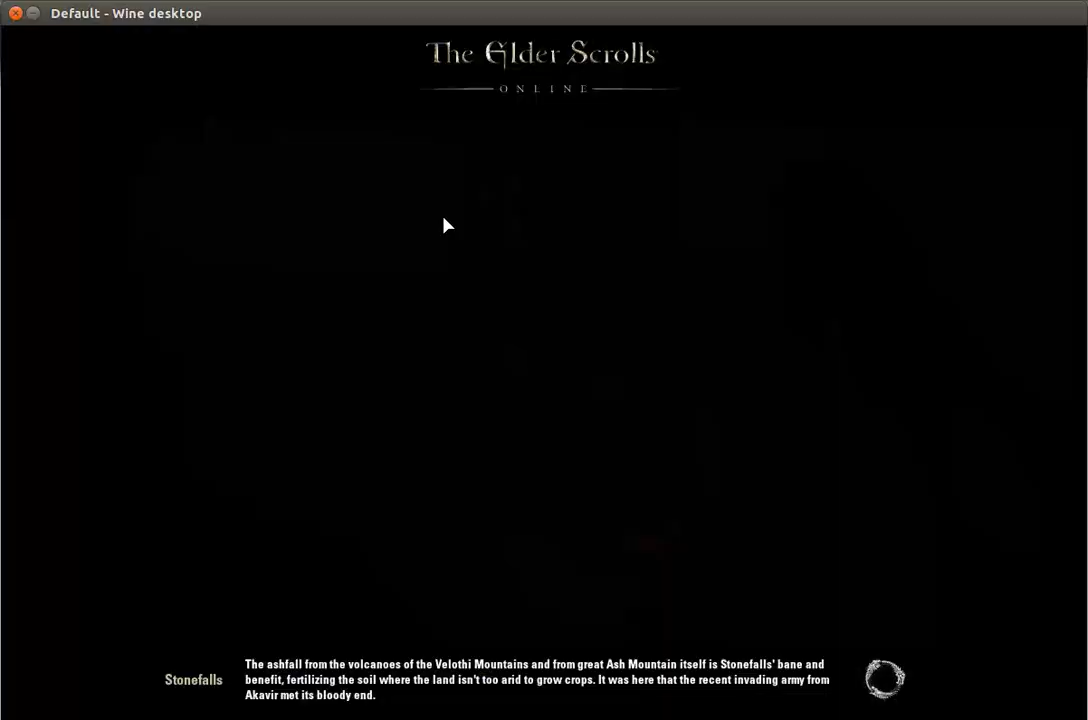 Default - Wine desktop
The Elder Scrolls
ONLINE
Stonefalls
The ashfall from the volcanoes of the Velothi Mountains and from great Ash Mountain itself is Stonefalls' bane and
benefit, fertilizing the soil where the land isn't too arid to grow crops. It was here that the recent invading army from
Akavir met its bloody end.